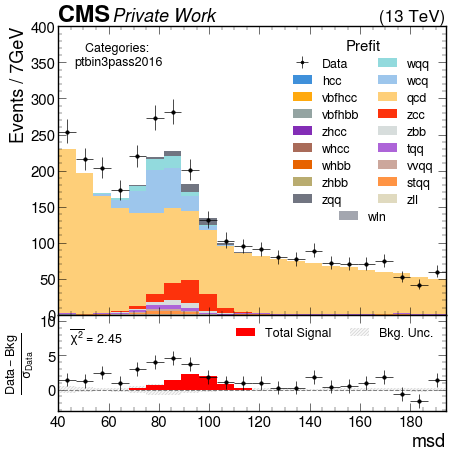 CMS Private Work (13 TeV)
Events / 7GeV
400
350
300
250
200
150
100
50
0
Categories:
ptbin3pass2016
Prefit
Data wqq
hcc wcq
vbfhcc qcd
vbfhbb zcc
zhcc zbb
whcc tqq
whbb vvqq
zhbb stqq
zqq zll
wln
Data − Bkg
σData
10
5
0
χ² = 2.45
Total Signal Bkg. Unc.
40 60 80 100 120 140 160 180
msd